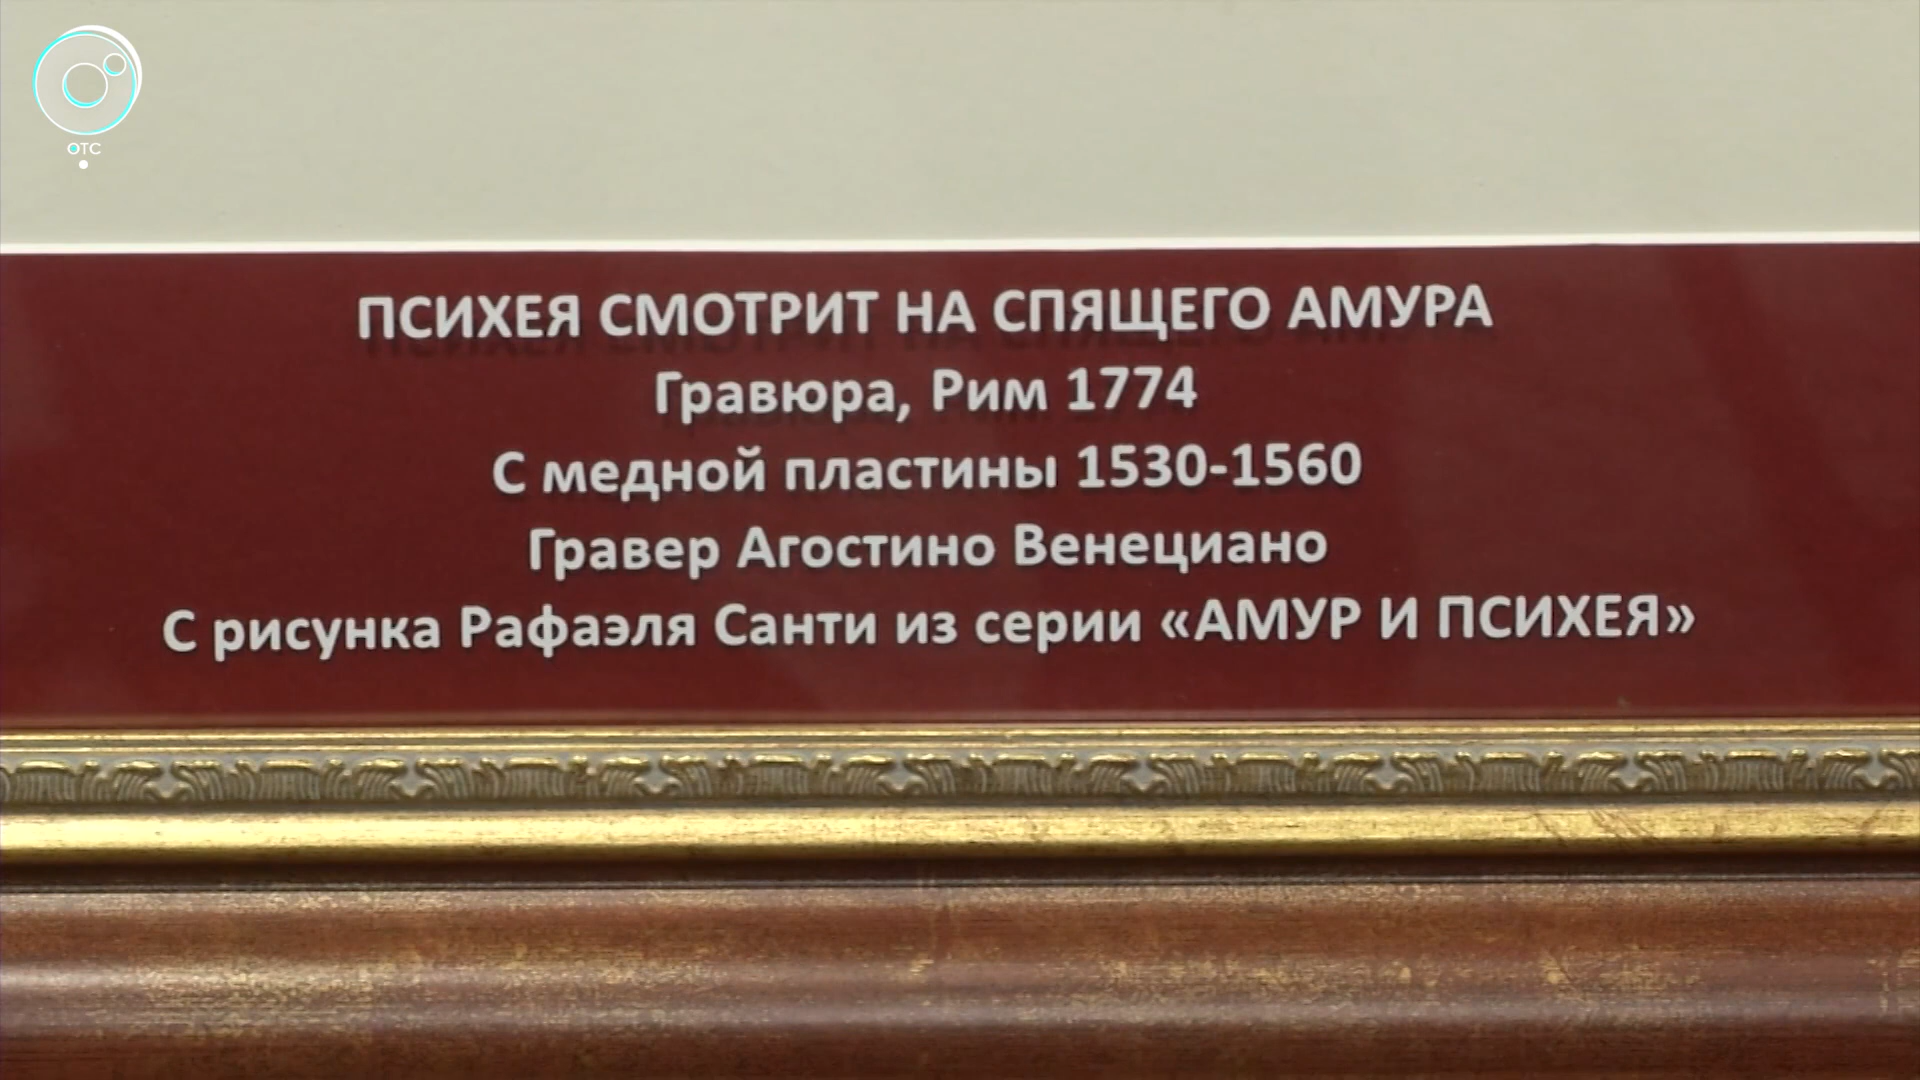 ОТС
ПСИХЕЯ СМОТРИТ НА СПЯЩЕГО АМУРА
Гравюра, Рим 1774
С медной пластины 1530-1560
Гравер Агостино Венециано
С рисунка Рафаэля Санти из серии «АМУР И ПСИХЕЯ»